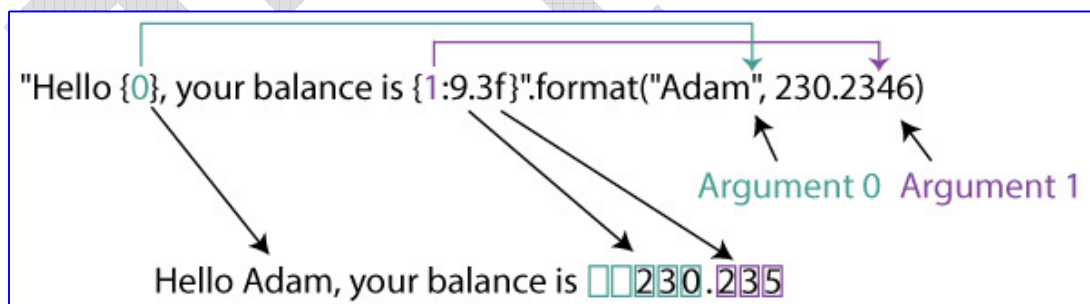 "Hello {0}, your balance is {1:9.3f}".format("Adam", 230.2346)
Argument 0 Argument 1
Hello Adam, your balance is 230.235